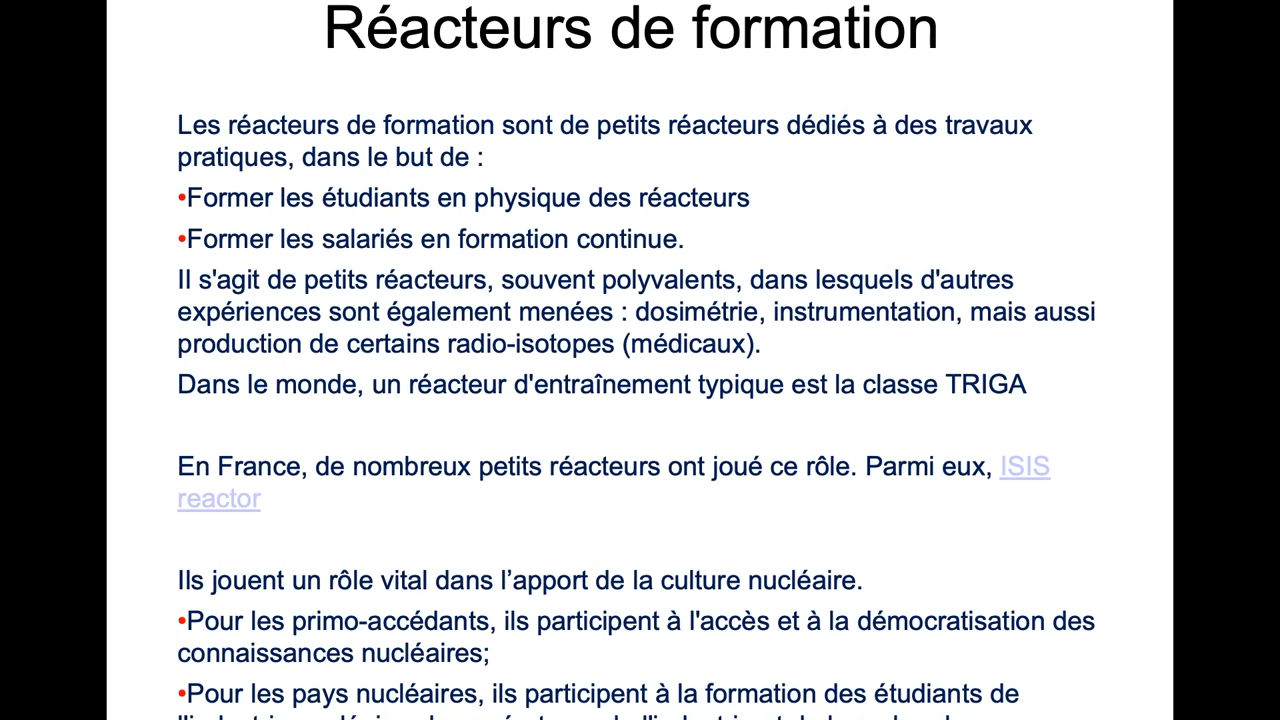 Réacteurs de formation
Les réacteurs de formation sont de petits réacteurs dédiés à des travaux
pratiques, dans le but de :
•Former les étudiants en physique des réacteurs
•Former les salariés en formation continue.
Il s'agit de petits réacteurs, souvent polyvalents, dans lesquels d'autres
expériences sont également menées : dosimétrie, instrumentation, mais aussi
production de certains radio-isotopes (médicaux).
Dans le monde, un réacteur d'entraînement typique est la classe TRIGA
En France, de nombreux petits réacteurs ont joué ce rôle. Parmi eux, ISIS
reactor
Ils jouent un rôle vital dans l’apport de la culture nucléaire.
•Pour les primo-accédants, ils participent à l'accès et à la démocratisation des
connaissances nucléaires;
•Pour les pays nucléaires, ils participent à la formation des étudiants de